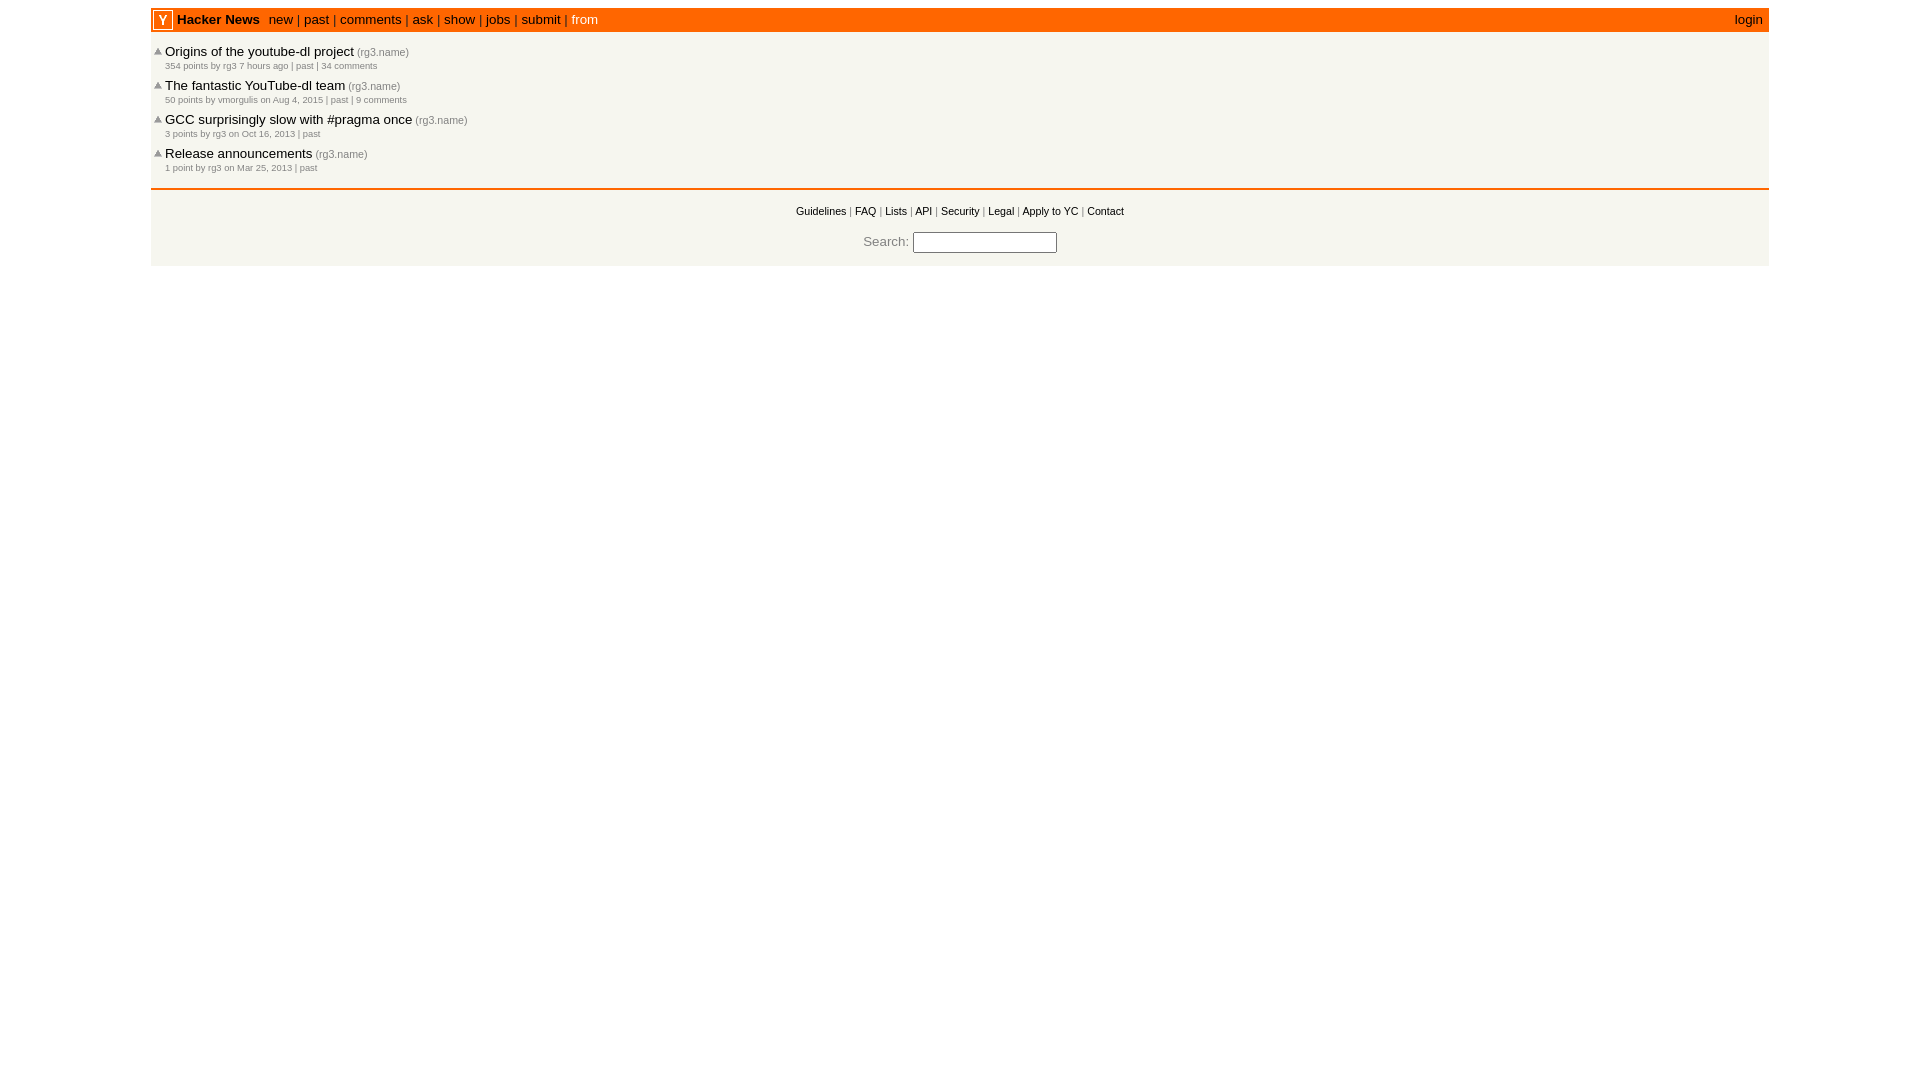 Y Hacker News new | past | comments | ask | show | jobs | submit | from login
Origins of the youtube-dl project (rg3.name)
354 points by rg3 7 hours ago | past | 34 comments
The fantastic YouTube-dl team (rg3.name)
50 points by vmorgulis on Aug 4, 2015 | past | 9 comments
GCC surprisingly slow with #pragma once (rg3.name)
3 points by rg3 on Oct 16, 2013 | past
Release announcements (rg3.name)
1 point by rg3 on Mar 25, 2013 | past
Guidelines | FAQ | Lists | API | Security | Legal | Apply to YC | Contact
Search: